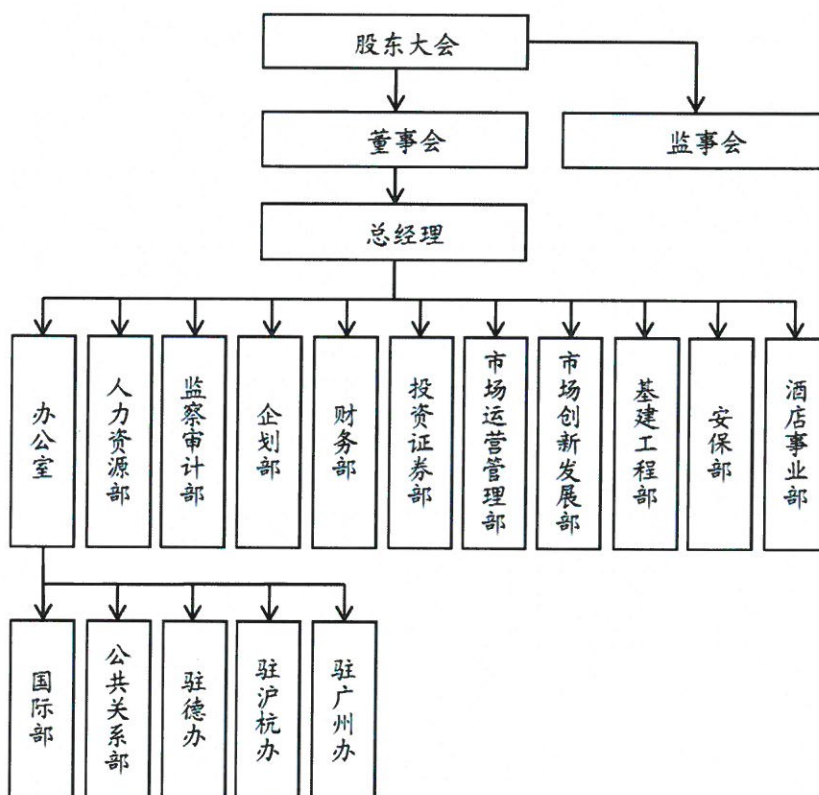 股东大会
董事会
监事会
总经理
办公室
人力资源部
监察审计部
企划部
财务部
投资证券部
市场运营管理部
市场创新发展部
基建工程部
安保部
酒店事业部
国际部
公共关系部
驻德办
驻沪杭办
驻广州办